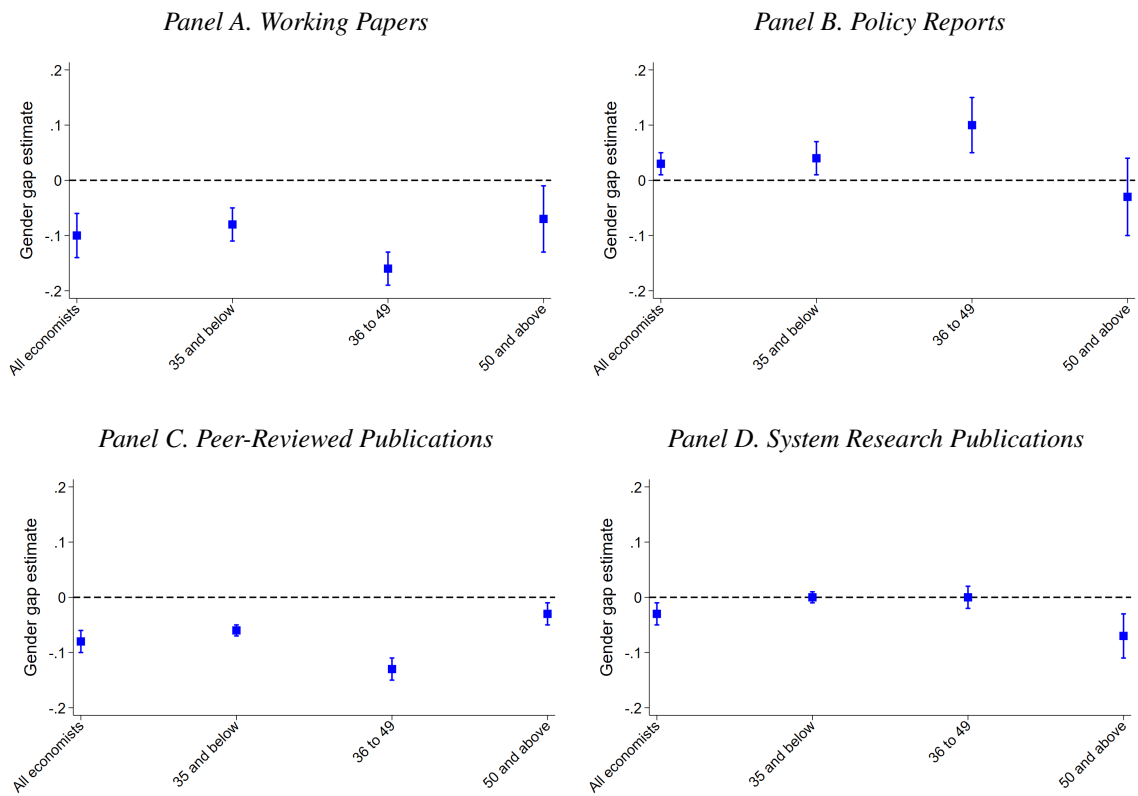 Panel A. Working Papers
Gender gap estimate
.2
.1
0
-.1
-.2
All economists
35 and below
36 to 49
50 and above
Panel B. Policy Reports
Gender gap estimate
.2
.1
0
-.1
-.2
All economists
35 and below
36 to 49
50 and above
Panel C. Peer-Reviewed Publications
Gender gap estimate
.2
.1
0
-.1
-.2
All economists
35 and below
36 to 49
50 and above
Panel D. System Research Publications
Gender gap estimate
.2
.1
0
-.1
-.2
All economists
35 and below
36 to 49
50 and above